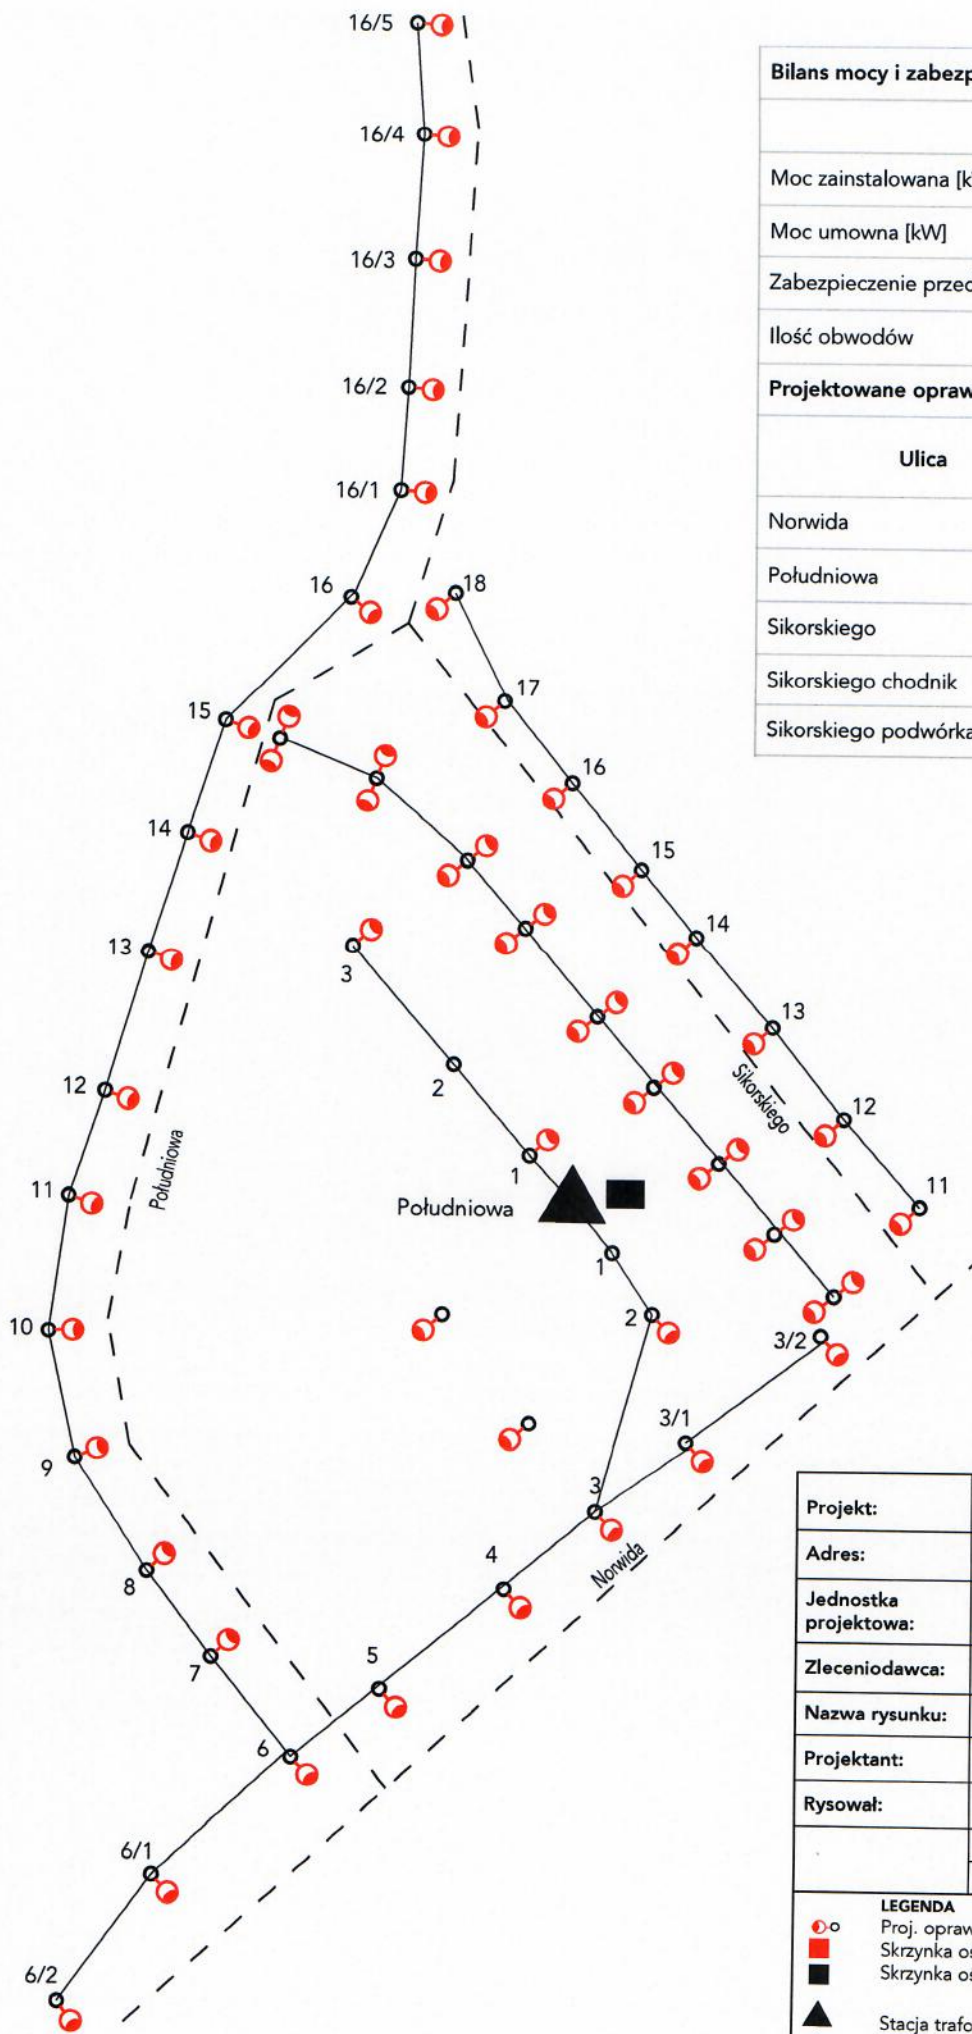 16/5
16/4
16/3
16/2
16/1
16
18
15
17
14
16
13
15
3
14
12
2
13
Sikorskiego
11
Południowa
1
12
Południowa
11
10
1
2
3/2
9
3/1
3
8
4
Norwida
7
5
6
6/1
6/2
Bilans mocy i zabezp
Moc zainstalowana [k
Moc umowna [kW]
Zabezpieczenie przed
Ilość obwodów
Projektowane opraw
Ulica
Norwida
Południowa
Sikorskiego
Sikorskiego chodnik
Sikorskiego podwórka
Projekt:
Adres:
Jednostka
projektowa:
Zleceniodawca:
Nazwa rysunku:
Projektant:
Rysował:
LEGENDA
Proj. opraw
Skrzynka oś
Skrzynka oś
Stacja trafo